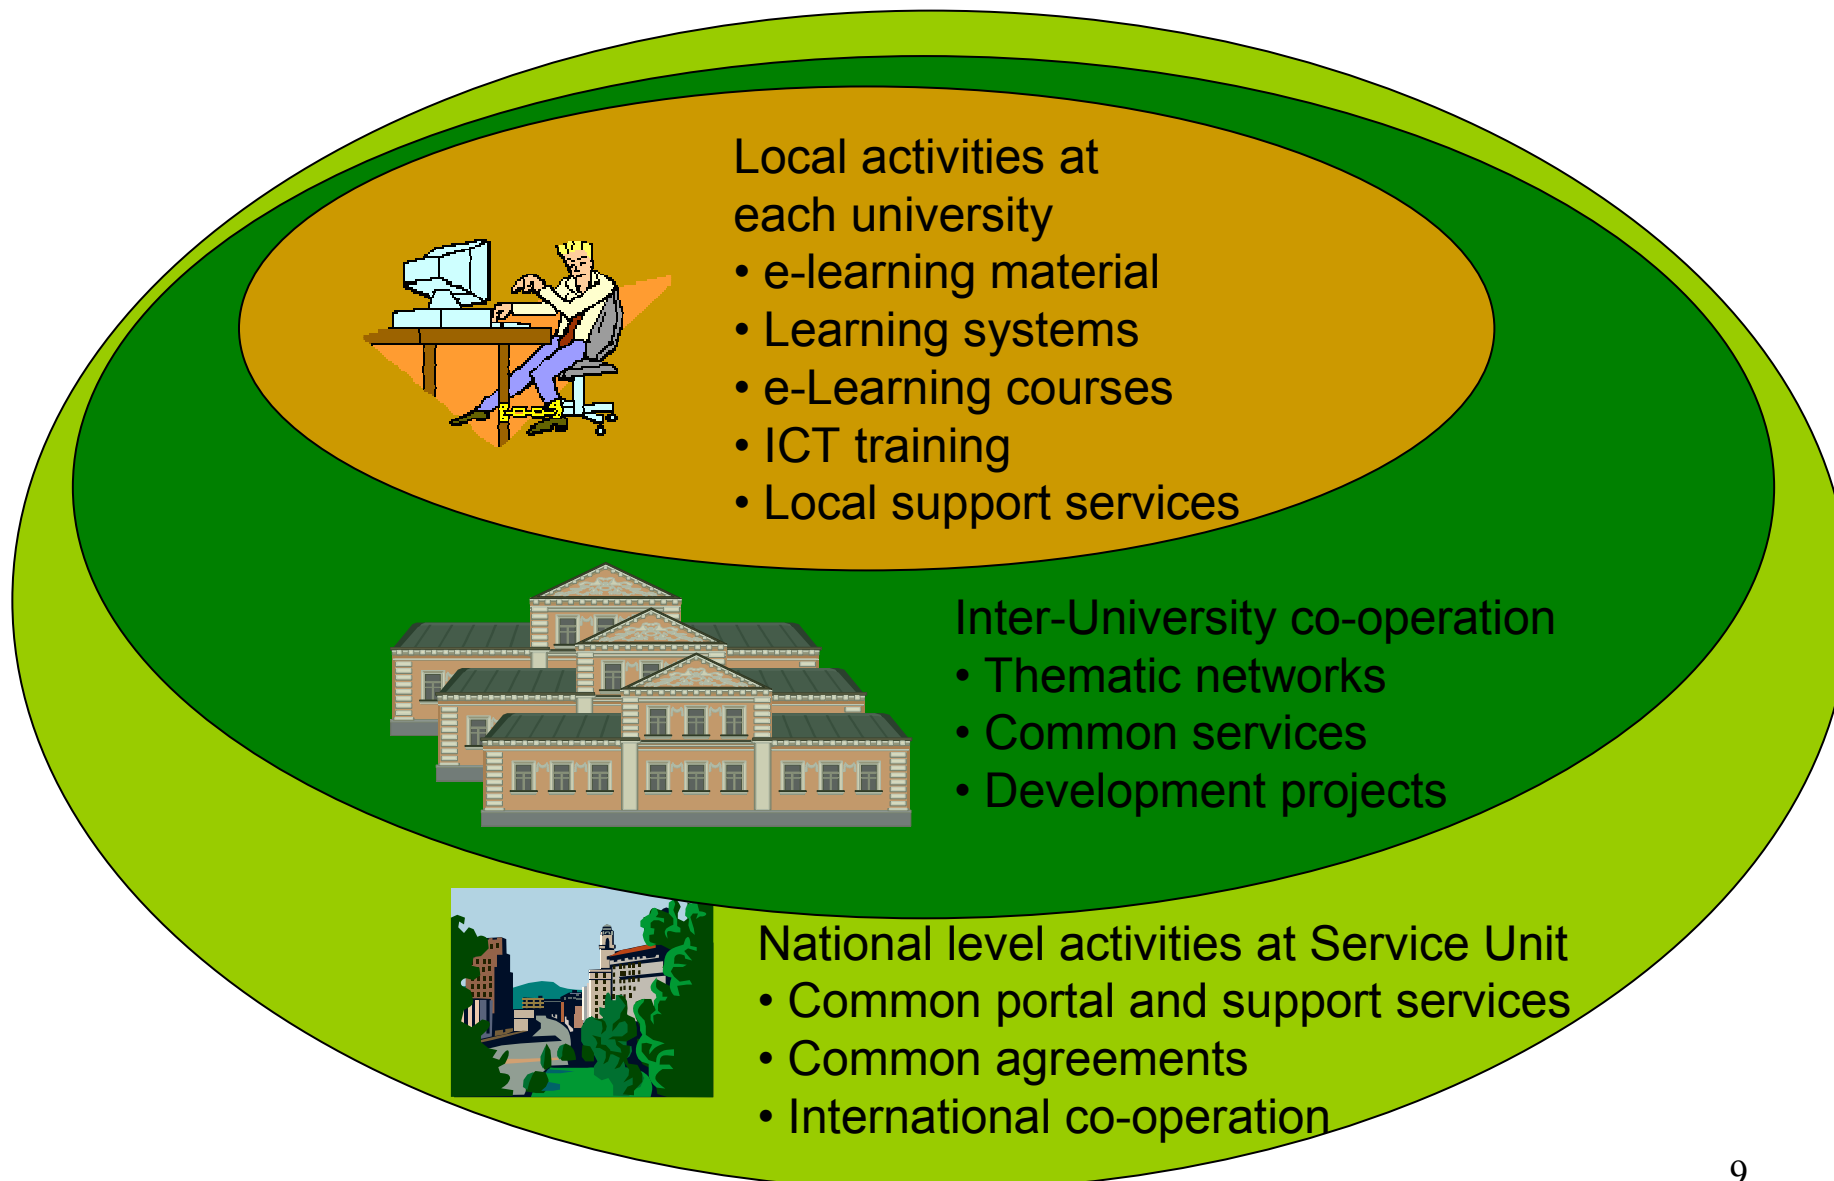 Local activities at
each university
• e-learning material
• Learning systems
• e-Learning courses
• ICT training
• Local support services
Inter-University co-operation
• Thematic networks
• Common services
• Development projects
National level activities at Service Unit
• Common portal and support services
• Common agreements
• International co-operation
9